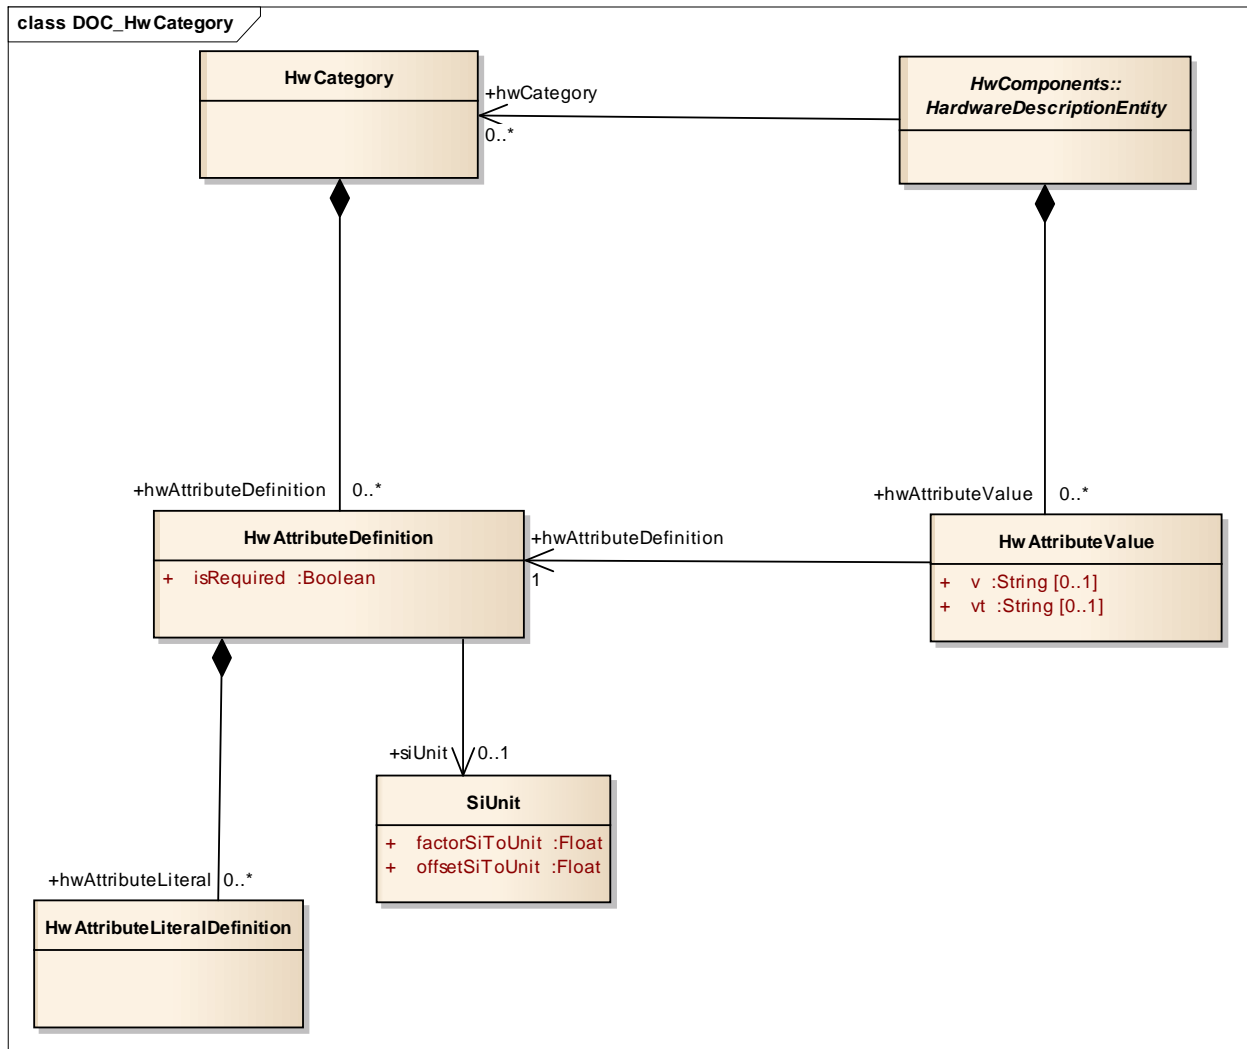 class DOC_HwCategory
HwCategory
HwComponents::
HardwareDescriptionEntity
+hwCategory
0..*
+hwAttributeDefinition 0..*
+hwAttributeValue 0..*
HwAttributeDefinition
+ isRequired :Boolean
+hwAttributeDefinition
1
HwAttributeValue
+ v :String [0..1]
+ vt :String [0..1]
+siUnit 0..1
SiUnit
+ factorSiToUnit :Float
+ offsetSiToUnit :Float
+hwAttributeLiteral 0..*
HwAttributeLiteralDefinition